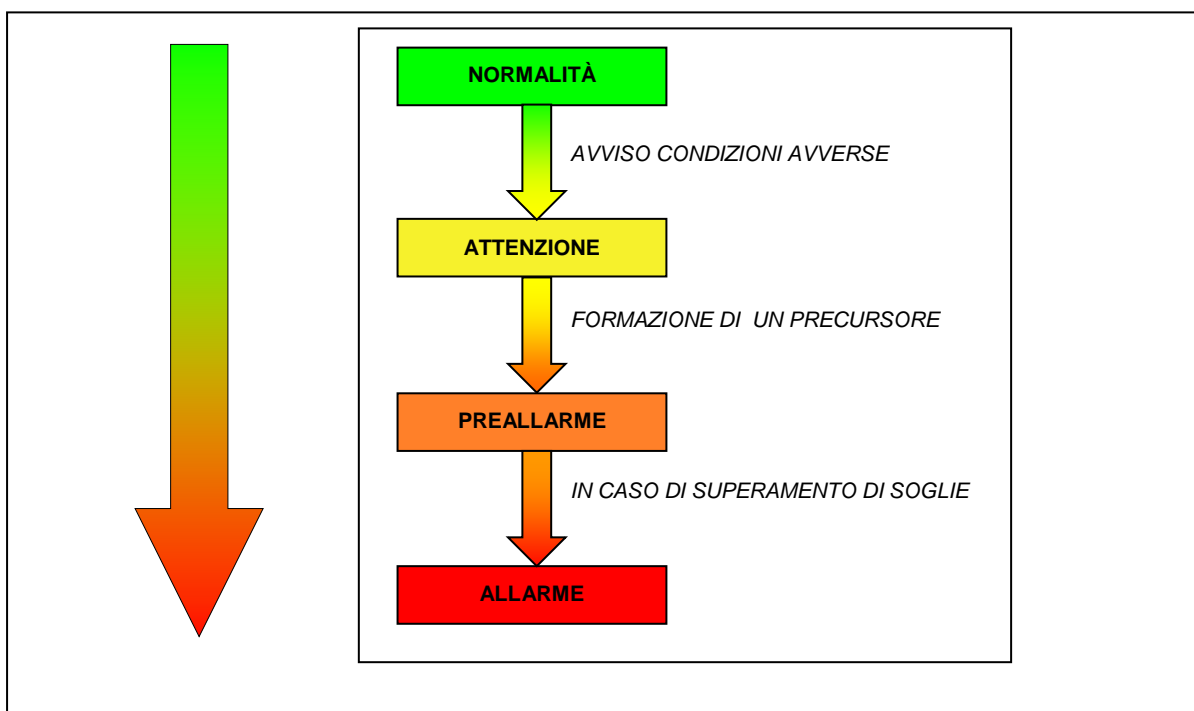 NORMALITÀ
AVVISO CONDIZIONI AVVERSE
ATTENZIONE
FORMAZIONE DI UN PRECURSORE
PREALLARME
IN CASO DI SUPERAMENTO DI SOGLIE
ALLARME